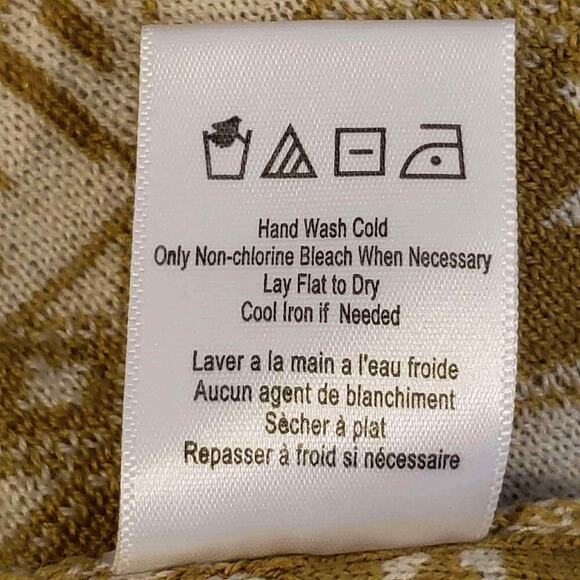 Hand Wash Cold
Only Non-chlorine Bleach When Necessary
Lay Flat to Dry
Cool Iron if Needed
Laver a la main a l'eau froide
Aucun agent de blanchiment
Sècher à plat
Repasser à froid si nécessaire